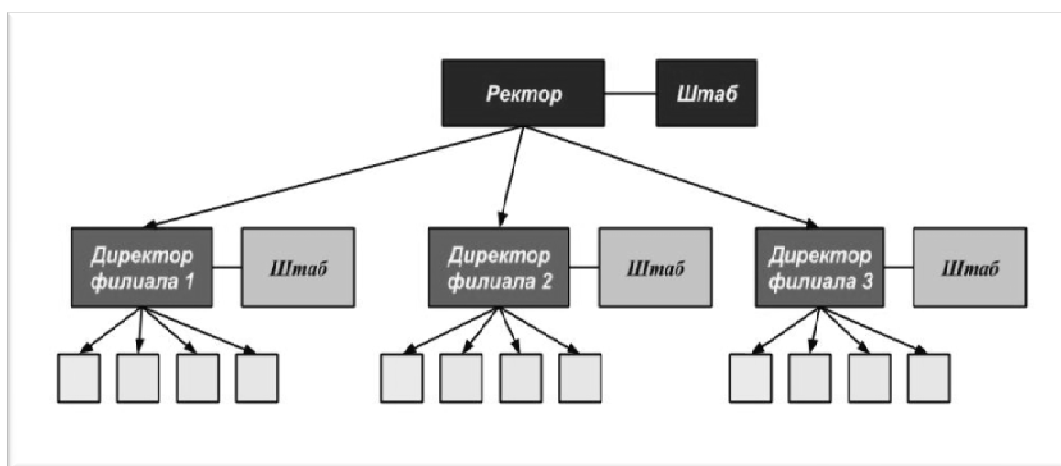 Ректор
Штаб
Директор
филиала 1
Штаб
Директор
филиала 2
Штаб
Директор
филиала 3
Штаб